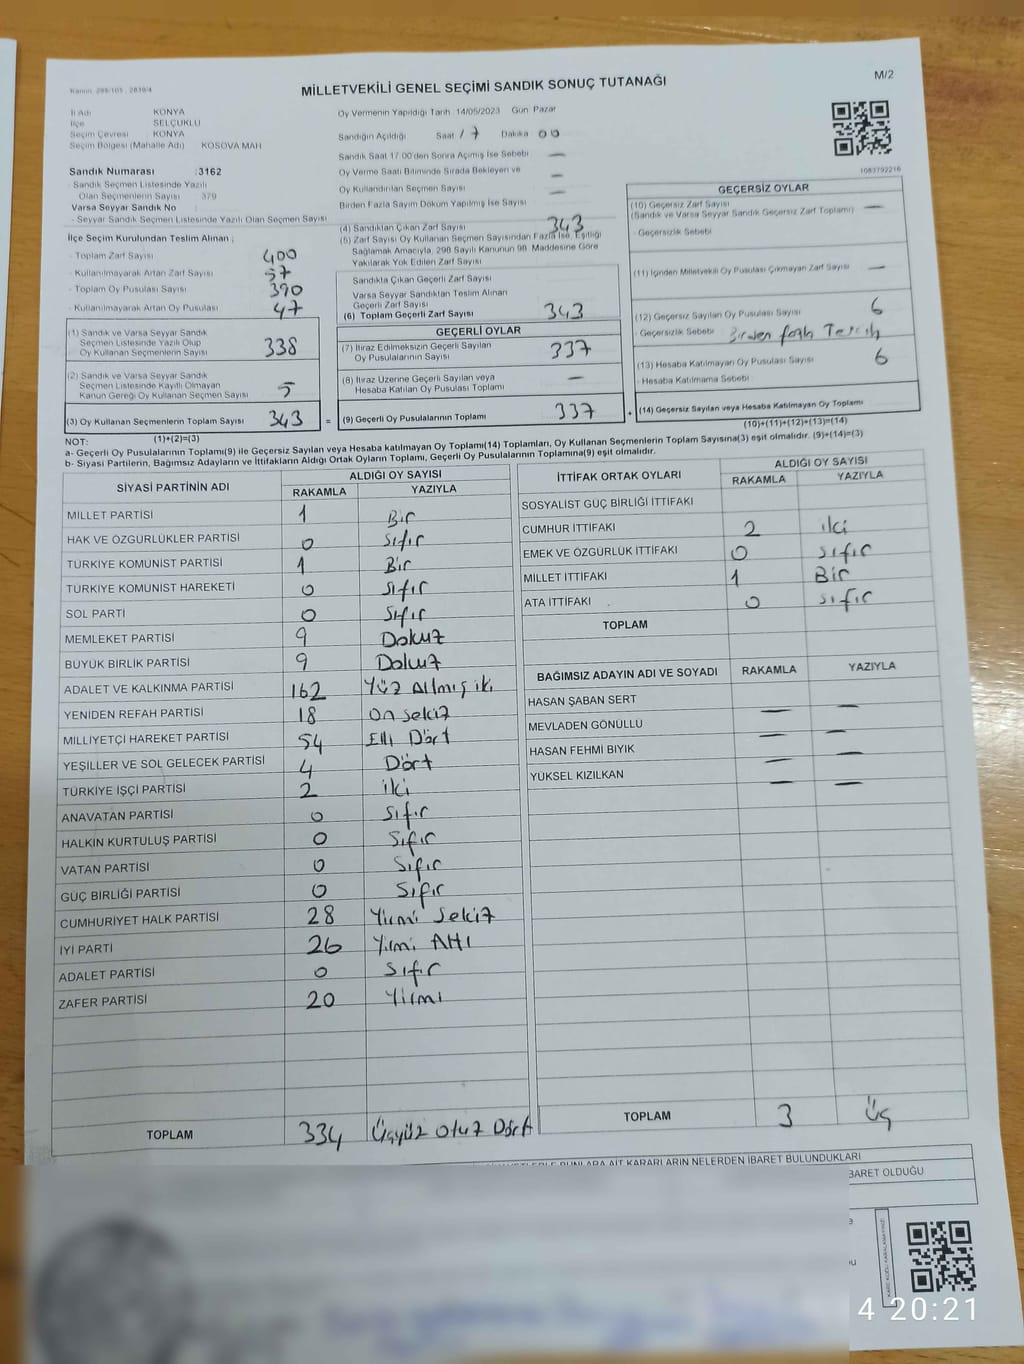 Kanun: 298/105, 2839/4
MİLLETVEKİLİ GENEL SEÇİMİ SANDIK SONUÇ TUTANAĞI
M/2
İl Adı KONYA
İlçe SELÇUKLU
Seçim Çevresi : KONYA
Seçim Bölgesi (Mahalle Adı) KOSOVA MAH
Sandık Numarası :3162
- Sandık Seçmen Listesinde Yazılı
Olan Seçmenlerin Sayısı 379
Varsa Seyyar Sandık No
- Seyyar Sandık Seçmen Listesinde Yazılı Olan Seçmen Sayısı
Oy Vermenin Yapıldığı Tarih 14/05/2023 Gün Pazar
Sandığın Açıldığı Saat 17 Dakika 00
Sandık Saat 17.00'den Sonra Açımış İse Sebebi —
Oy Verme Saati Bitiminde Sırada Bekleyen ve
Oy Kullandırılan Seçmen Sayısı —
Birden Fazla Sayım Döküm Yapılmış İse Sayısı —
1083792216
İlçe Seçim Kurulundan Teslim Alınan ;
- Toplam Zarf Sayısı 400
- Kullanılmayarak Artan Zarf Sayısı 57
- Toplam Oy Pusulası Sayısı 390
- Kullanılmayarak Artan Oy Pusulası 47
(1) Sandık ve Varsa Seyyar Sandık
Seçmen Listesinde Yazılı Olup
Oy Kullanan Seçmenlerin Sayısı 338
(2) Sandık ve Varsa Seyyar Sandık
Seçmen Listesinde Kayıtlı Olmayan
Kanun Gereği Oy Kullanan Seçmen Sayısı 5
(3) Oy Kullanan Seçmenlerin Toplam Sayısı 343
(1)+(2)=(3)
(4) Sandıktan Çıkan Zarf Sayısı 343
(5) Zarf Sayısı Oy Kullanan Seçmen Sayısından Fazla İse, Eşitliği
Sağlamak Amacıyla, 298 Sayılı Kanunun 98. Maddesine Göre
Yakılarak Yok Edilen Zarf Sayısı
Sandıkta Çıkan Geçerli Zarf Sayısı
Varsa Seyyar Sandıktan Teslim Alınan
Geçerli Zarf Sayısı
(6) Toplam Geçerli Zarf Sayısı 343
GEÇERLİ OYLAR
(7) İtiraz Edilmeksizin Geçerli Sayılan
Oy Pusulalarının Sayısı 337
(8) İtiraz Üzerine Geçerli Sayılan veya
Hesaba Katılan Oy Pusulası Toplamı —
= (9) Geçerli Oy Pusulalarının Toplamı 337
GEÇERSİZ OYLAR
(10) Geçersiz Zarf Sayısı —
(Sandık ve Varsa Seyyar Sandık Geçersiz Zarf Toplamı)
- Geçersizlik Sebebi
(11) İçinden Milletvekili Oy Pusulası Çıkmayan Zarf Sayısı —
(12) Geçersiz Sayılan Oy Pusulası Sayısı 6
- Geçersizlik Sebebi Birden fazla Tercih
(13) Hesaba Katılmayan Oy Pusulası Sayısı 6
- Hesaba Katılmama Sebebi
+ (14) Geçersiz Sayılan veya Hesaba Katılmayan Oy Toplamı
(10)+(11)+(12)+(13)=(14)
NOT:
a- Geçerli Oy Pusulalarının Toplamı(9) ile Geçersiz Sayılan veya Hesaba katılmayan Oy Toplamı(14) Toplamları, Oy Kullanan Seçmenlerin Toplam Sayısına(3) eşit olmalıdır. (9)+(14)=(3)
b- Siyasi Partilerin, Bağımsız Adayların ve İttifakların Aldığı Ortak Oyların Toplamı, Geçerli Oy Pusulalarının Toplamına(9) eşit olmalıdır.
SİYASİ PARTİNİN ADI ALDIĞI OY SAYISI
RAKAMLA YAZIYLA
MİLLET PARTİSİ 1 Bir
HAK VE ÖZGÜRLÜKLER PARTİSİ 0 Sıfır
TÜRKİYE KOMÜNİST PARTİSİ 1 Bir
TÜRKİYE KOMÜNİST HAREKETİ 0 Sıfır
SOL PARTİ 0 Sıfır
MEMLEKET PARTİSİ 9 Dokuz
BÜYÜK BİRLİK PARTİSİ 9 Dokuz
ADALET VE KALKINMA PARTİSİ 162 Yüz Altmış iki
YENİDEN REFAH PARTİSİ 18 On sekiz
MİLLİYETÇİ HAREKET PARTİSİ 54 Elli Dört
YEŞİLLER VE SOL GELECEK PARTİSİ 4 Dört
TÜRKİYE İŞÇİ PARTİSİ 2 iki
ANAVATAN PARTİSİ 0 Sıfır
HALKIN KURTULUŞ PARTİSİ 0 Sıfır
VATAN PARTİSİ 0 Sıfır
GÜÇ BİRLİĞİ PARTİSİ 0 Sıfır
CUMHURİYET HALK PARTİSİ 28 Yirmi Sekiz
İYİ PARTİ 26 Yirmi Altı
ADALET PARTİSİ 0 Sıfır
ZAFER PARTİSİ 20 Yirmi
TOPLAM 334 Üçyüz Otuz Dört
İTTİFAK ORTAK OYLARI ALDIĞI OY SAYISI
RAKAMLA YAZIYLA
SOSYALİST GÜÇ BİRLİĞİ İTTİFAKI
CUMHUR İTTİFAKI 2 iki
EMEK VE ÖZGÜRLÜK İTTİFAKI 0 Sıfır
MİLLET İTTİFAKI 1 Bir
ATA İTTİFAKI 0 Sıfır
TOPLAM
BAĞIMSIZ ADAYIN ADI VE SOYADI RAKAMLA YAZIYLA
HASAN ŞABAN SERT — —
MEVLADEN GÖNÜLLÜ — —
HASAN FEHMİ BIYIK — —
YÜKSEL KIZILKAN — —
TOPLAM 3 Üç
AİT KARARLARIN NELERDEN İBARET BULUNDUKLARI
BARET OLDUĞU
4 20:21